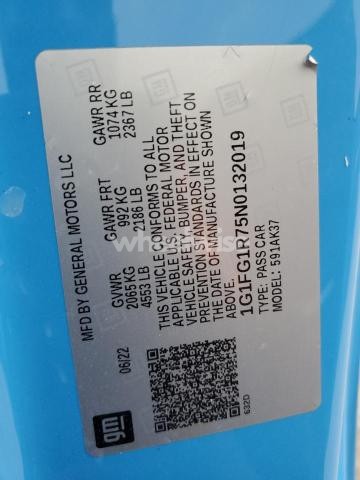 MFD BY GENERAL MOTORS LLC
GVWR
2065 KG
4553 LB
GAWR FRT
992 KG
2186 LB
GAWR RR
1074 KG
2367 LB
06/22
THIS VEHICLE CONFORMS TO ALL
APPLICABLE U.S. FEDERAL MOTOR
VEHICLE SAFETY, BUMPER, AND THEFT
PREVENTION STANDARDS IN EFFECT ON
THE DATE OF MANUFACTURE SHOWN
ABOVE.
1G1FG1R75N0132019
TYPE: PASS CAR
MODEL: 591AK37
632D
gm